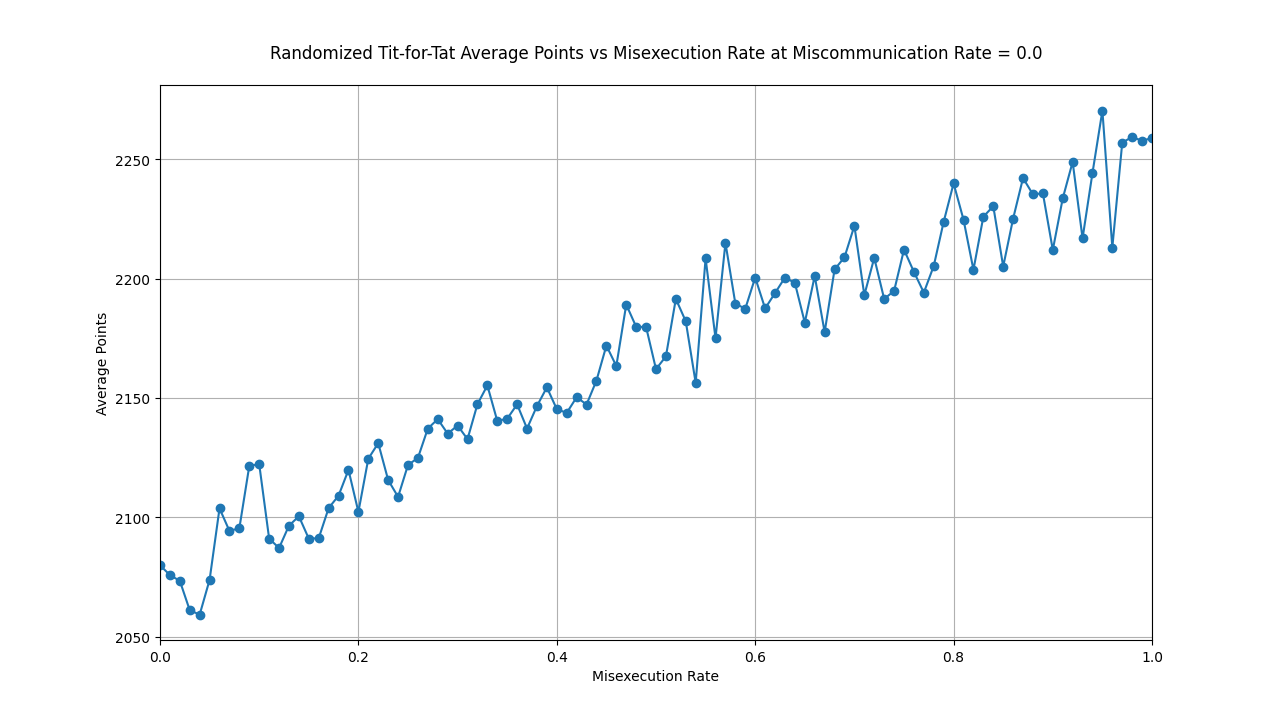 Randomized Tit-for-Tat Average Points vs Misexecution Rate at Miscommunication Rate = 0.0
2250
2200
2150
2100
2050
Average Points
0.0 0.2 0.4 0.6 0.8 1.0
Misexecution Rate